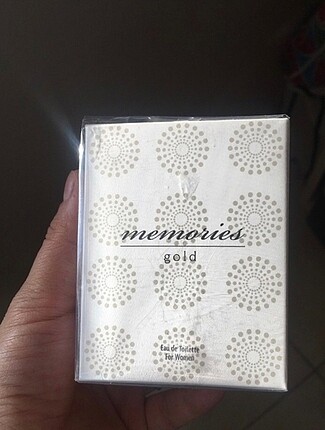 memories
gold
Eau de Toilette
For Women